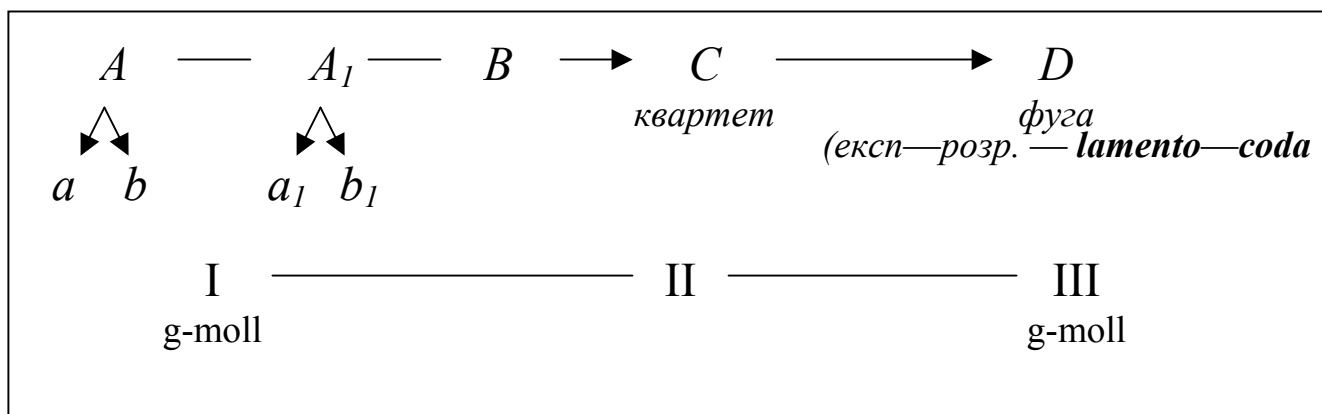 A — A₁ — B → C → D
квартет фуга
(експ—розр. — lamento—coda
a b a₁ b₁
I — II — III
g-moll g-moll